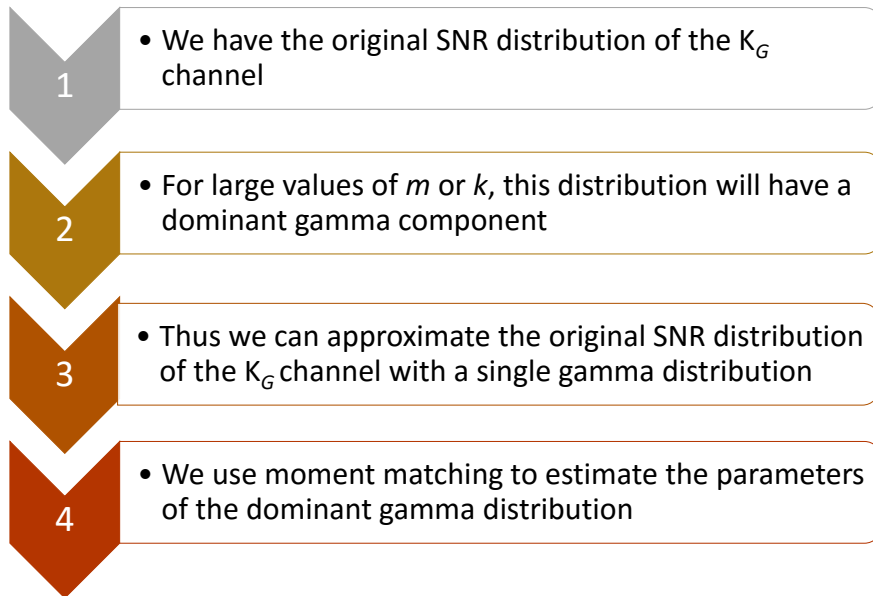 1
• We have the original SNR distribution of the K_G
channel
2
• For large values of m or k, this distribution will have a
dominant gamma component
3
• Thus we can approximate the original SNR distribution
of the K_G channel with a single gamma distribution
4
• We use moment matching to estimate the parameters
of the dominant gamma distribution